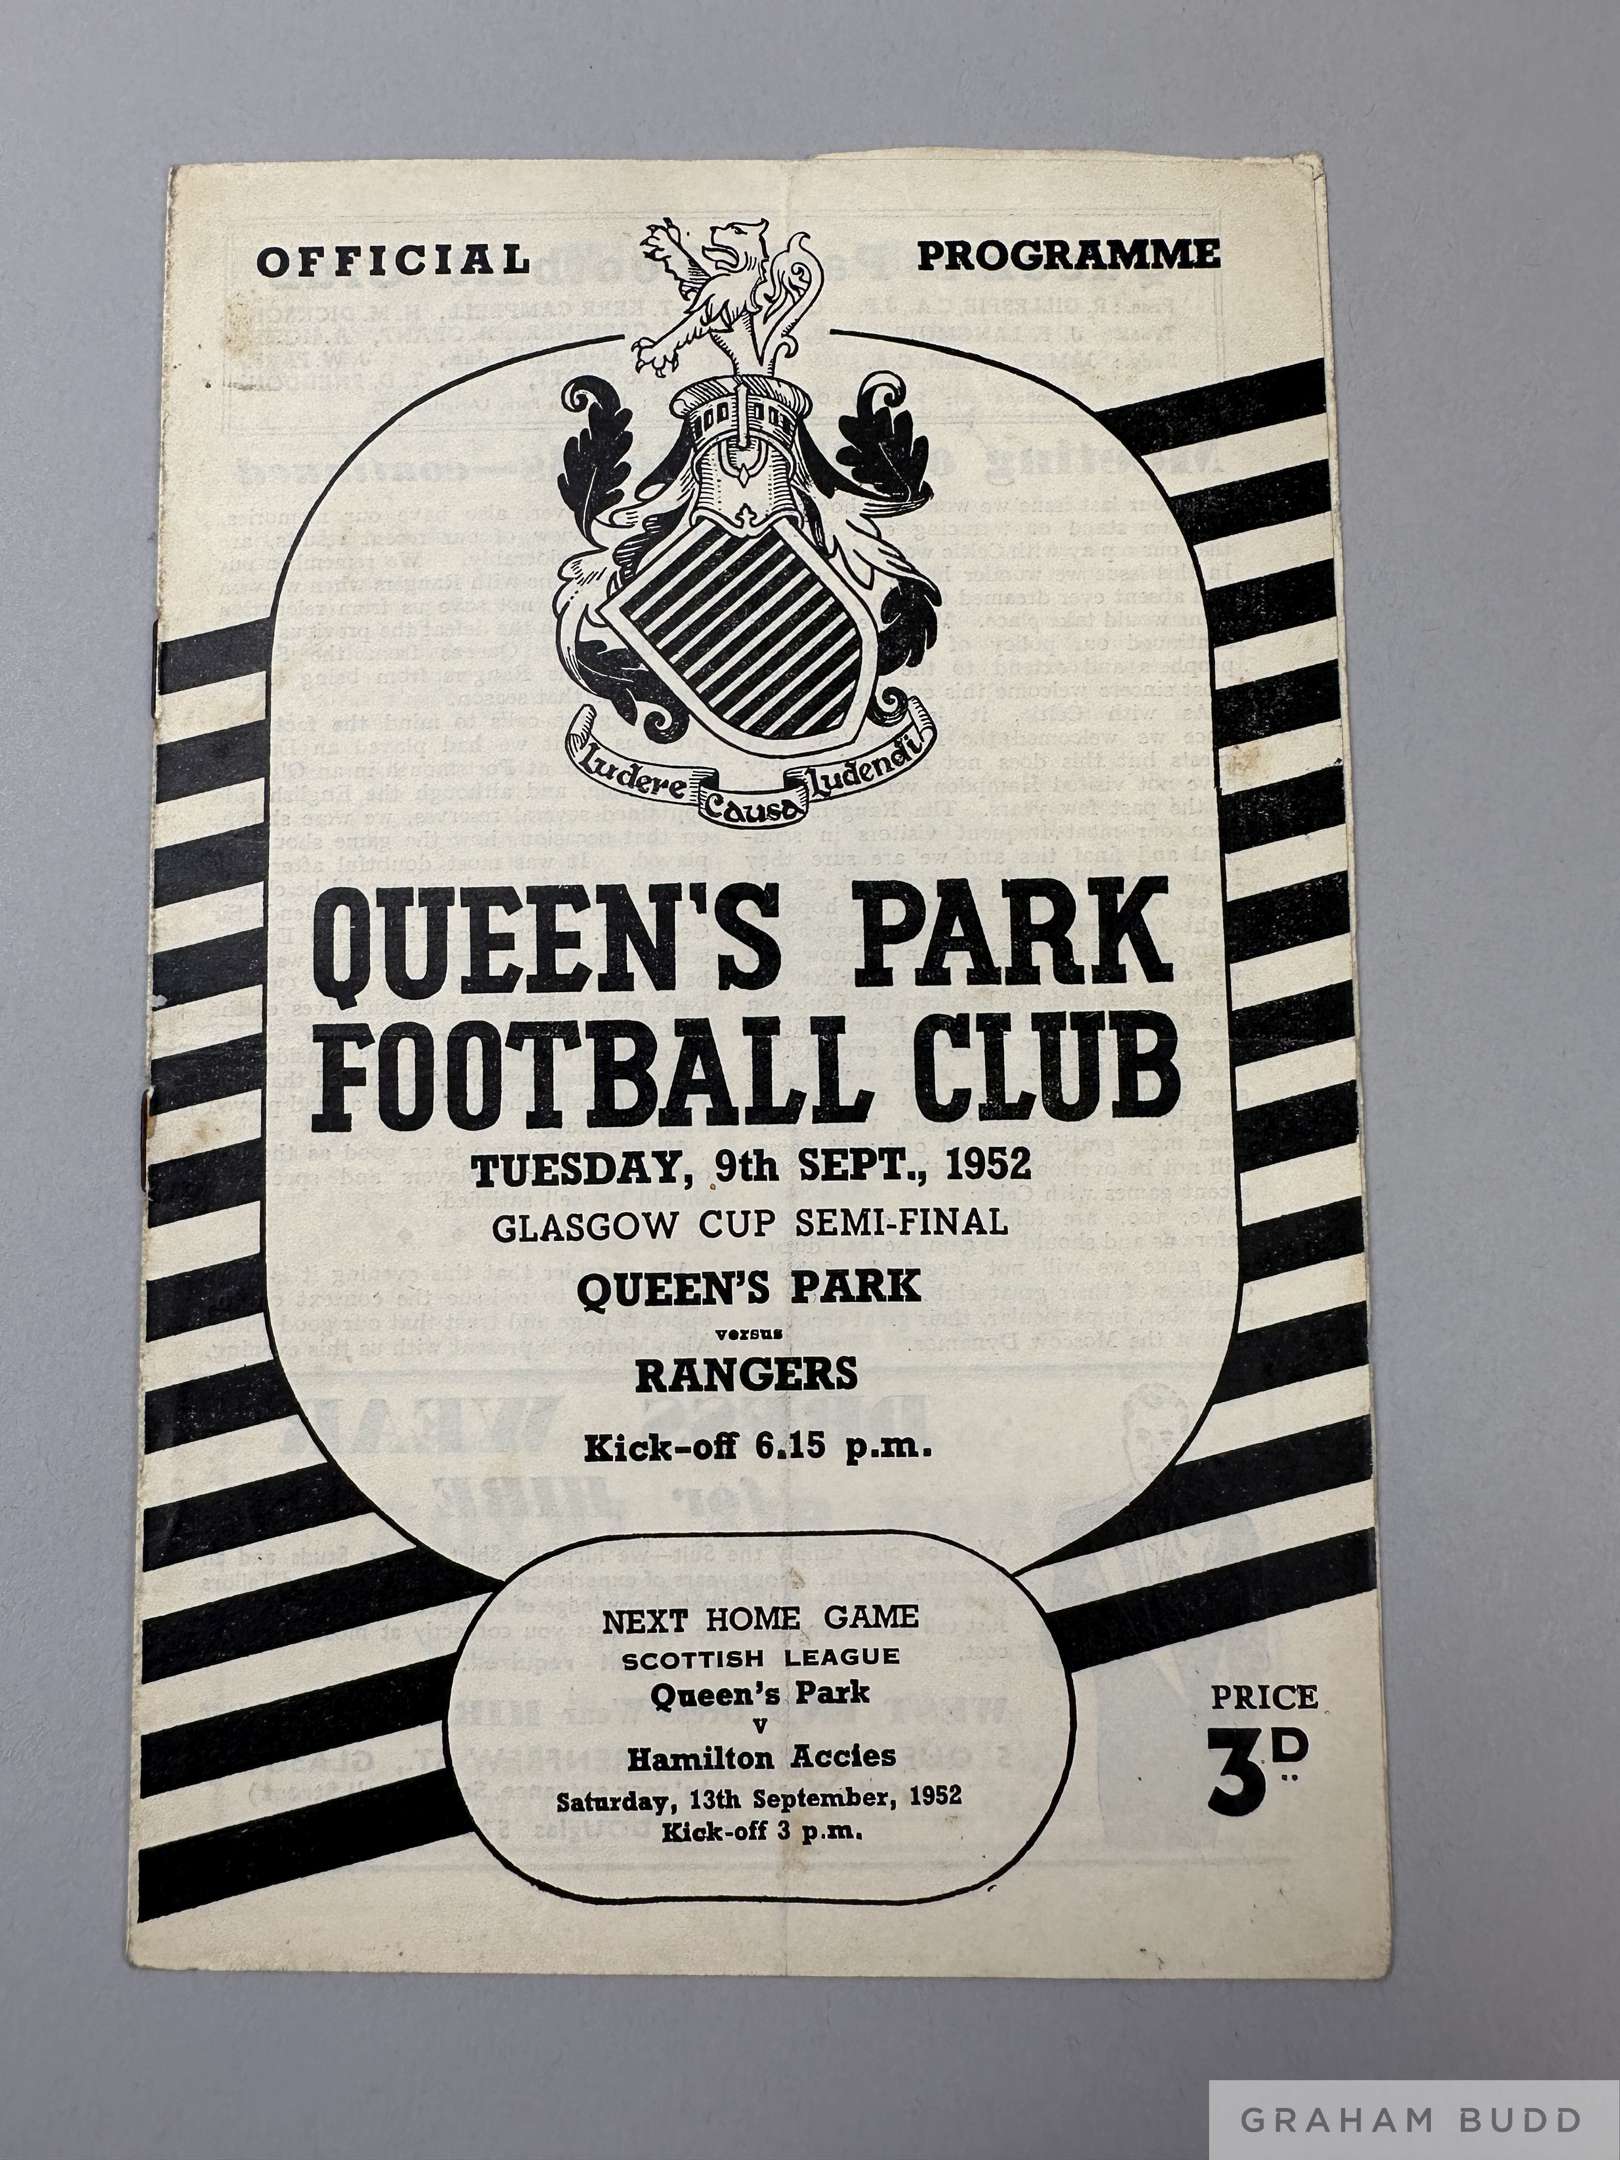 OFFICIAL PROGRAMME
Ludere Causa Ludendi
QUEEN'S PARK
FOOTBALL CLUB
TUESDAY, 9th SEPT., 1952
GLASGOW CUP SEMI-FINAL
QUEEN'S PARK
versus
RANGERS
Kick-off 6.15 p.m.
NEXT HOME GAME
SCOTTISH LEAGUE
Queen's Park
v
Hamilton Accies
Saturday, 13th September, 1952
Kick-off 3 p.m.
PRICE
3D
GRAHAM BUDD